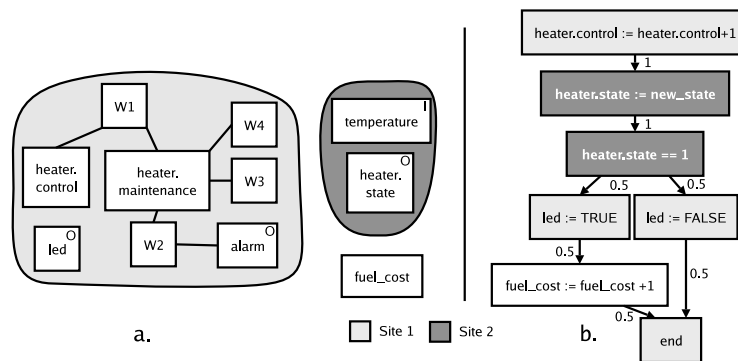 W1
W4
heater.
control
heater.
maintenance
W3
led
O
W2
alarm
O
temperature
I
heater.
state
O
fuel_cost
a.
Site 1
Site 2
heater.control := heater.control+1
1
heater.state := new_state
1
heater.state == 1
0.5
0.5
led := TRUE
led := FALSE
0.5
fuel_cost := fuel_cost +1
0.5
0.5
end
b.